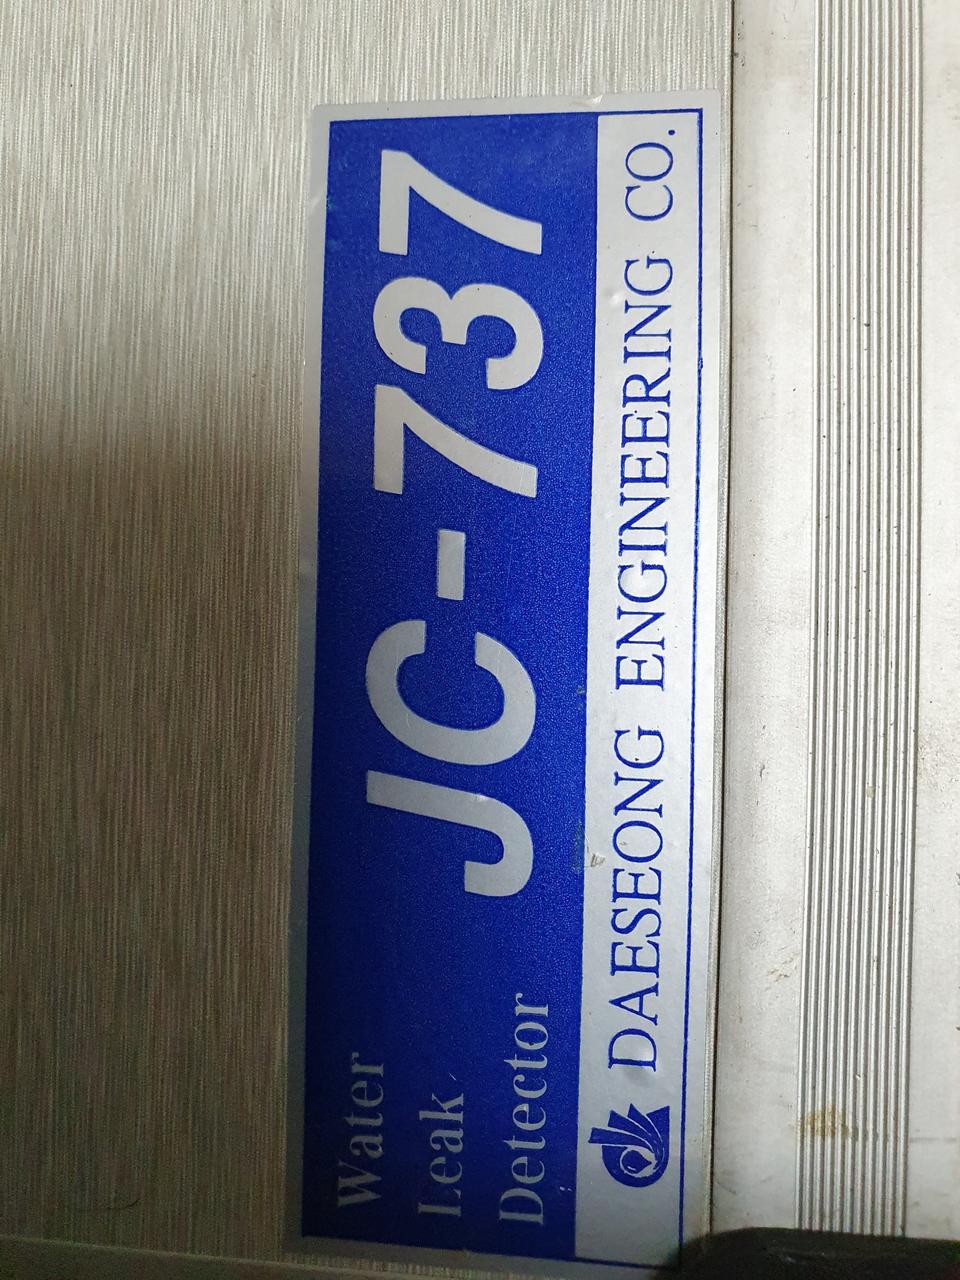 Water
Leak
Detector
JC-737
DAESEONG ENGINEERING CO.